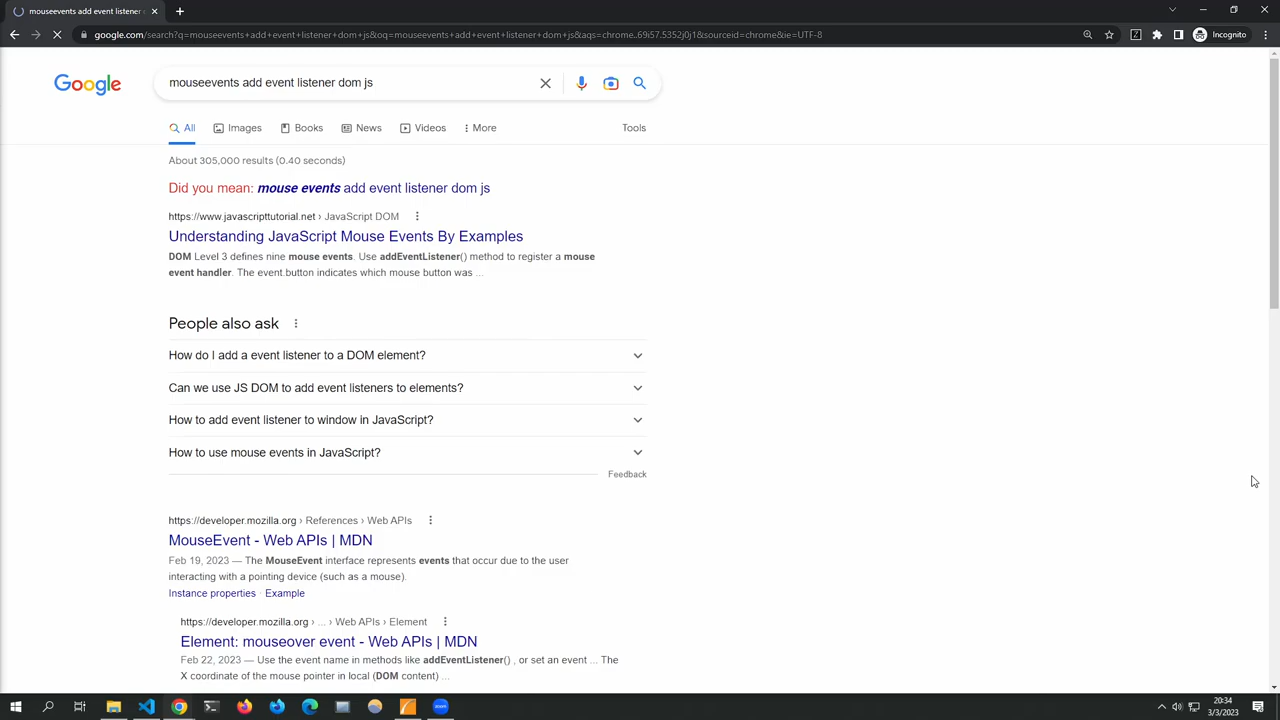 mouseevents add event listener
google.com/search?q=mouseevents+add+event+listener+dom+js&oq=mouseevents+add+event+listener+dom+js&aqs=chrome..69i57.5352j0j1&sourceid=chrome&ie=UTF-8
Incognito
Google
mouseevents add event listener dom js
All
Images
Books
News
Videos
More
Tools
About 305,000 results (0.40 seconds)
Did you mean: mouse events add event listener dom js
https://www.javascripttutorial.net › JavaScript DOM
Understanding JavaScript Mouse Events By Examples
DOM Level 3 defines nine mouse events. Use addEventListener() method to register a mouse
event handler. The event.button indicates which mouse button was ...
People also ask
How do I add a event listener to a DOM element?
Can we use JS DOM to add event listeners to elements?
How to add event listener to window in JavaScript?
How to use mouse events in JavaScript?
Feedback
https://developer.mozilla.org › References › Web APIs
MouseEvent - Web APIs | MDN
Feb 19, 2023 — The MouseEvent interface represents events that occur due to the user
interacting with a pointing device (such as a mouse).
Instance properties · Example
https://developer.mozilla.org › ... › Web APIs › Element
Element: mouseover event - Web APIs | MDN
Feb 22, 2023 — Use the event name in methods like addEventListener() , or set an event ... The
X coordinate of the mouse pointer in local (DOM content) ...
zoom
20:34
3/3/2023